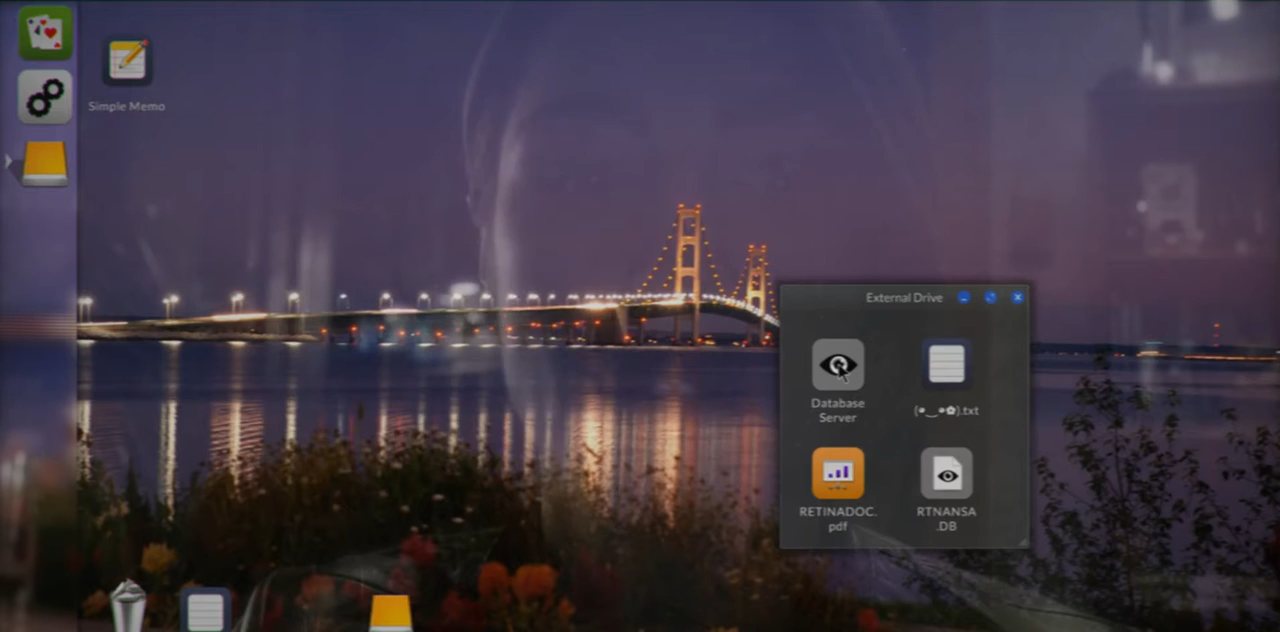 Simple Memo
External Drive
Database
Server
(◕‿◕✿).txt
RETINADOC.
pdf
RTNANSA
.DB